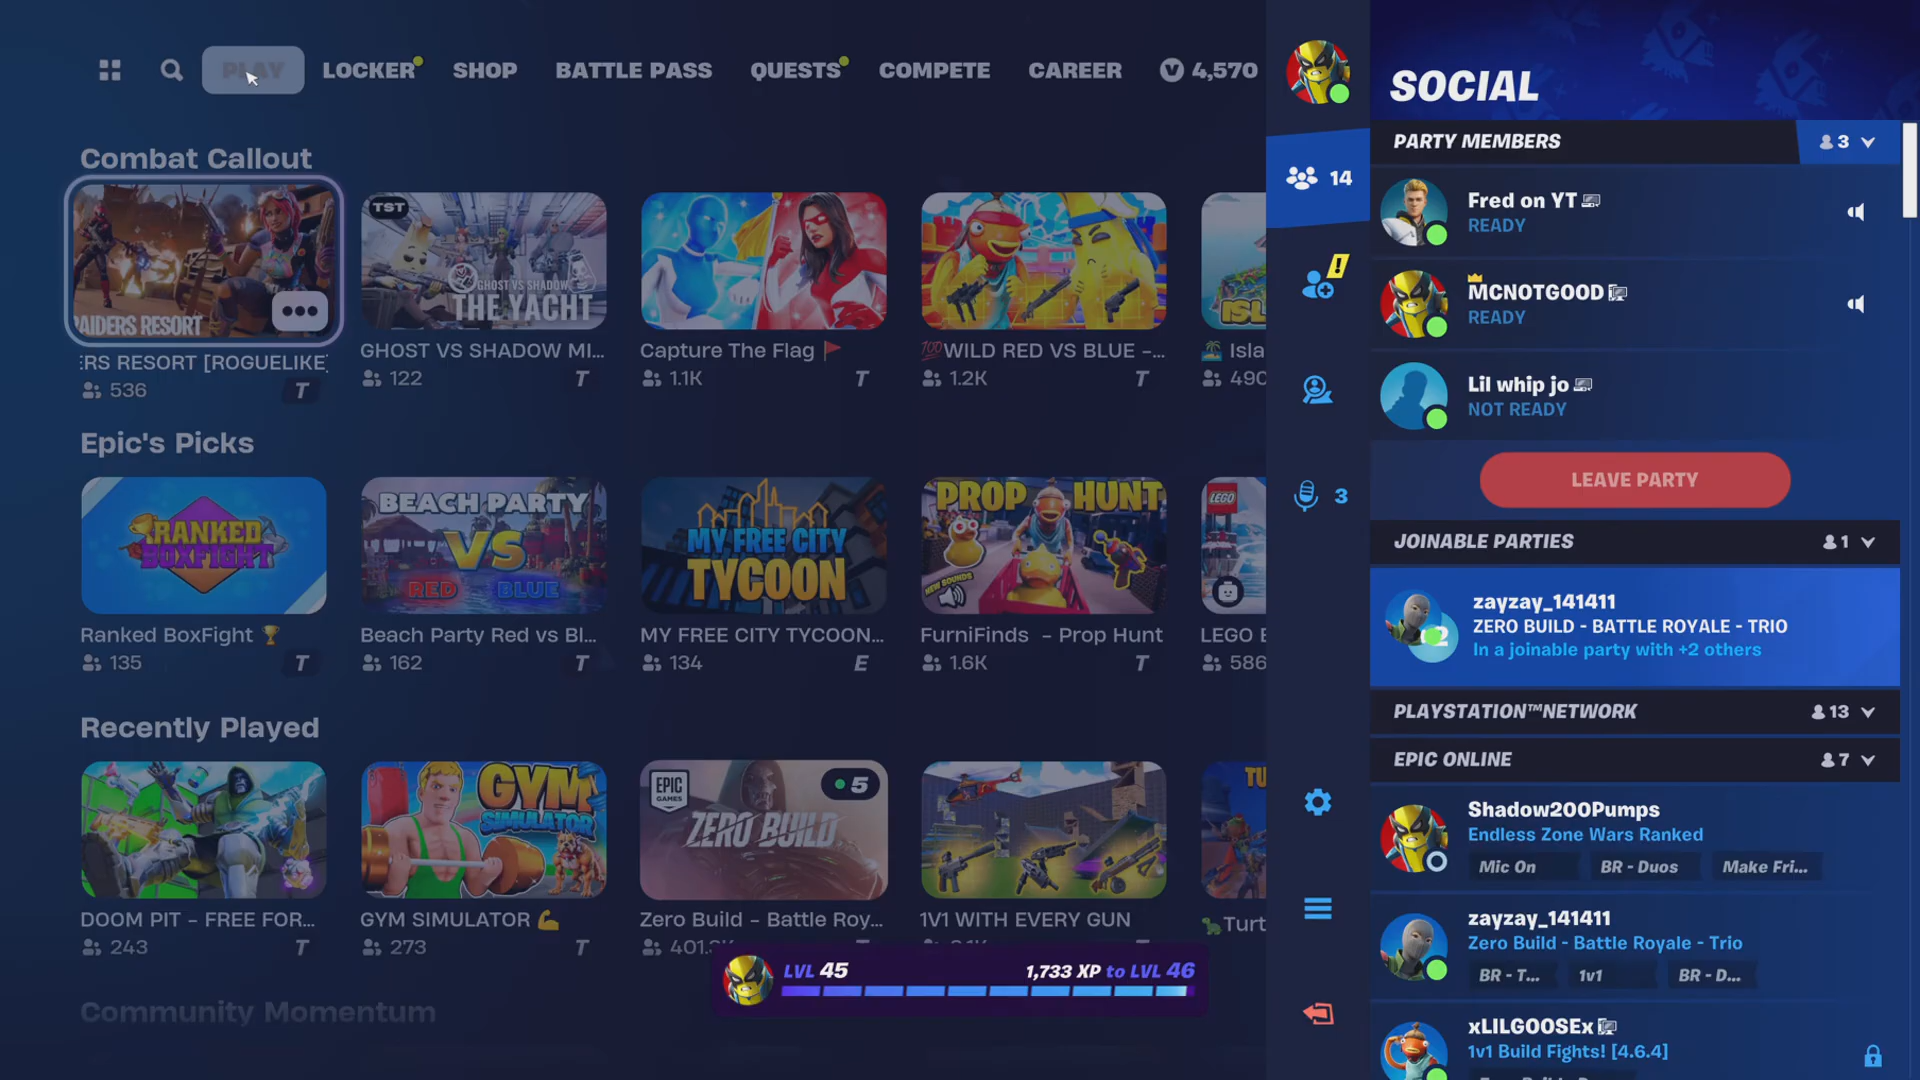 PLAY
LOCKER
SHOP
BATTLE PASS
QUESTS
COMPETE
CAREER
4,570
Combat Callout
AIDERS RESORT
TST
GHOST VS SHADOW
THE YACHT
ISL
ERS RESORT [ROGUELIKE]
GHOST VS SHADOW MI...
Capture The Flag
💯WILD RED VS BLUE -...
Isla
536
T
122
T
1.1K
T
1.2K
T
490
Epic's Picks
RANKED
BOXFIGHT
BEACH PARTY
VS
RED
BLUE
MY FREE CITY
TYCOON
PROP HUNT
NEW SOUNDS
LEGO
Ranked BoxFight
Beach Party Red vs Bl...
MY FREE CITY TYCOON...
FurniFinds - Prop Hunt
LEGO
135
T
162
T
134
E
1.6K
T
586
Recently Played
GYM
SIMULATOR
EPIC
GAMES
5
ZERO BUILD
TU
DOOM PIT - FREE FOR...
GYM SIMULATOR
Zero Build - Battle Roy...
1V1 WITH EVERY GUN
Turt
243
T
273
T
LVL 45
1,733 XP to LVL 46
Community Momentum
14
3
SOCIAL
PARTY MEMBERS
3
Fred on YT
READY
MCNOTGOOD
READY
Lil whip jo
NOT READY
LEAVE PARTY
JOINABLE PARTIES
1
zayzay_141411
ZERO BUILD - BATTLE ROYALE - TRIO
In a joinable party with +2 others
PLAYSTATION™NETWORK
13
EPIC ONLINE
7
Shadow200Pumps
Endless Zone Wars Ranked
Mic On
BR - Duos
Make Fri...
zayzay_141411
Zero Build - Battle Royale - Trio
BR - T...
1v1
BR - D...
xLILGOOSEx
1v1 Build Fights! [4.6.4]